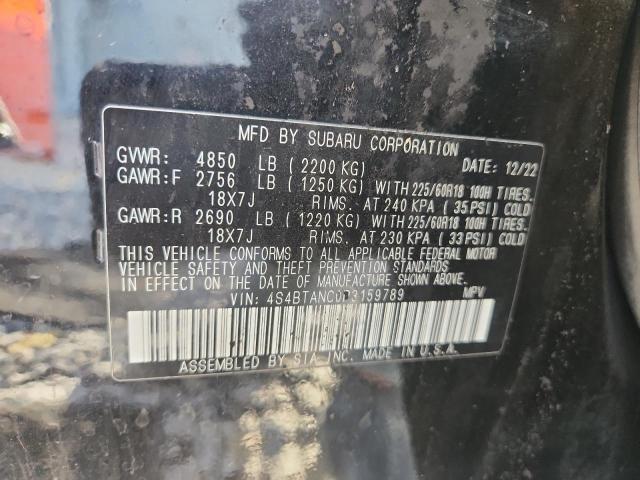 MFD BY SUBARU CORPORATION
GVWR: 4850 LB (2200 KG) DATE: 12/22
GAWR:F 2756 LB (1250 KG) WITH 225/60R18 100H TIRES.
18X7J RIMS. AT 240 KPA (35 PSI) COLD
GAWR:R 2690 LB (1220 KG) WITH 225/60R18 100H TIRES.
18X7J RIMS. AT 230 KPA (33 PSI) COLD
THIS VEHICLE CONFORMS TO ALL APPLICABLE FEDERAL MOTOR
VEHICLE SAFETY AND THEFT PREVENTION STANDARDS
IN EFFECT ON THE DATE OF MANUFACTURE SHOWN ABOVE.
VIN: MPV
ASSEMBLED BY SIA, INC. MADE IN U.S.A.